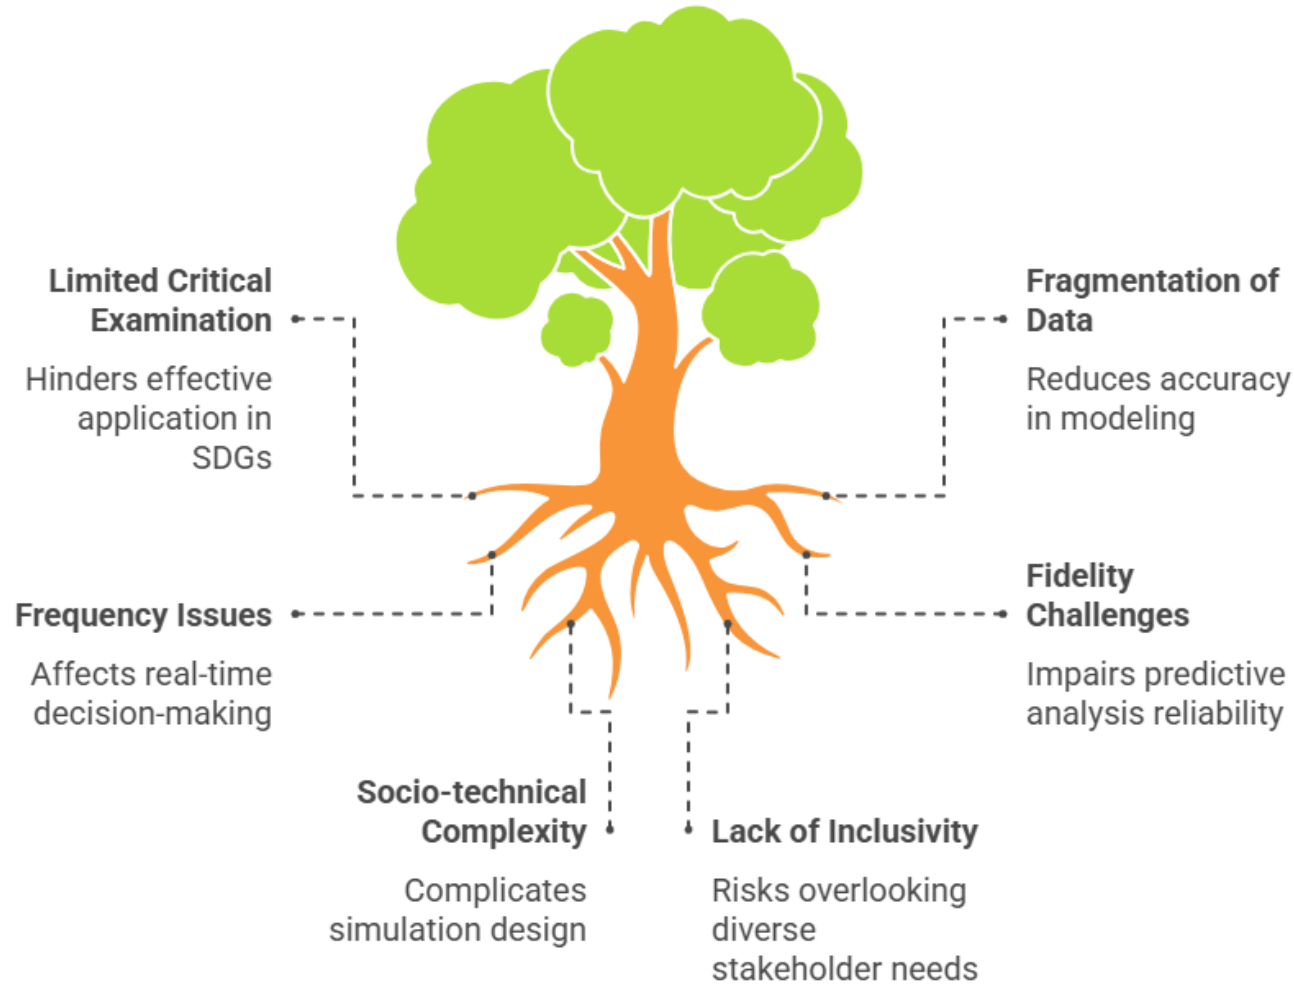 Limited Critical
Examination
Hinders effective
application in
SDGs
Fragmentation of
Data
Reduces accuracy
in modeling
Frequency Issues
Affects real-time
decision-making
Fidelity
Challenges
Impairs predictive
analysis reliability
Socio-technical
Complexity
Complicates
simulation design
Lack of Inclusivity
Risks overlooking
diverse
stakeholder needs